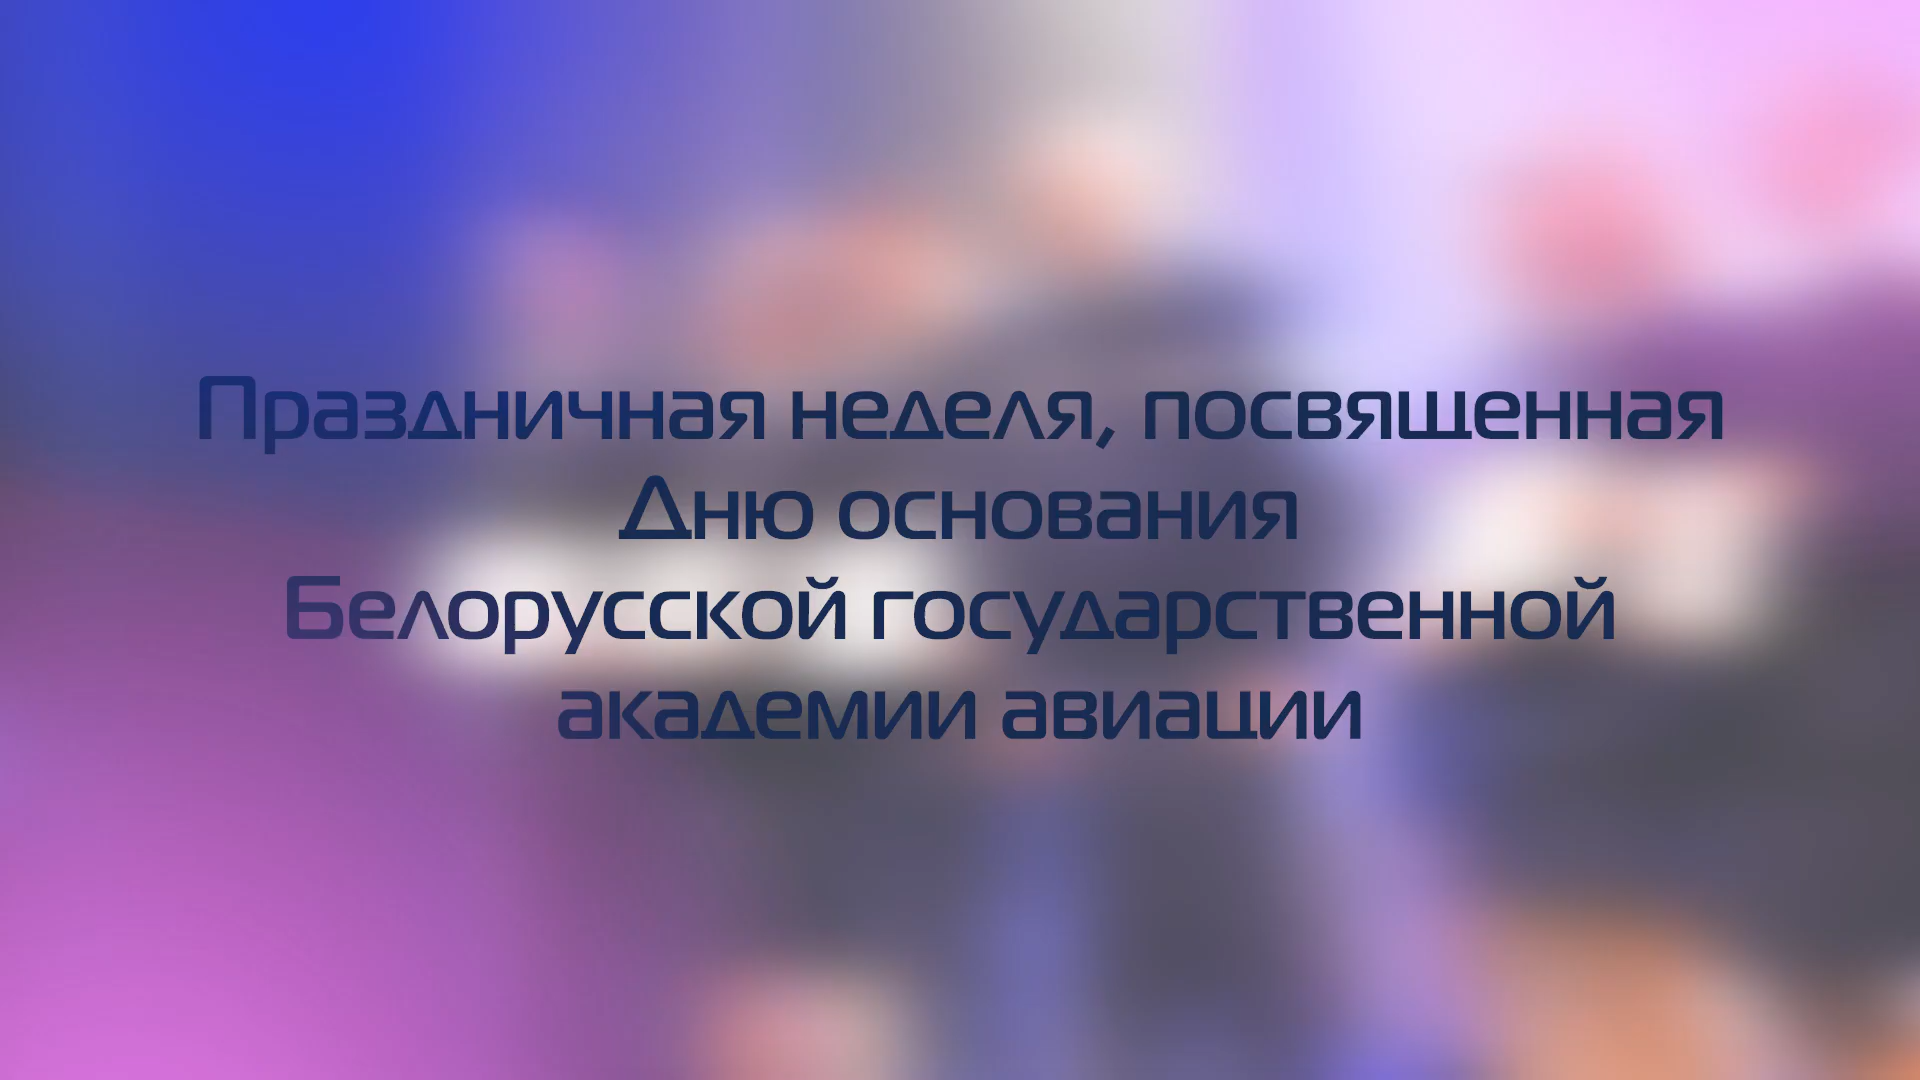 Праздничная неделя, посвященная
Дню основания
Белорусской государственной
академии авиации